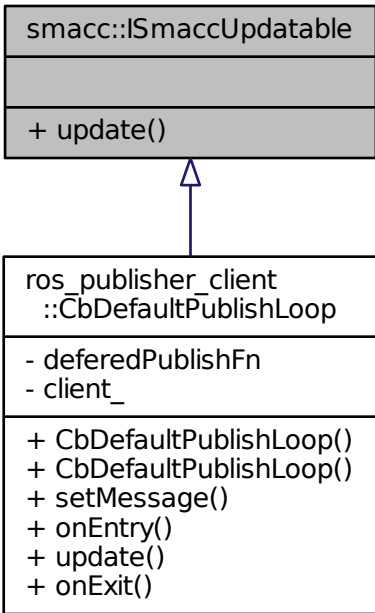 smacc::ISmaccUpdatable
+ update()
ros_publisher_client
::CbDefaultPublishLoop
- deferedPublishFn
- client_
+ CbDefaultPublishLoop()
+ CbDefaultPublishLoop()
+ setMessage()
+ onEntry()
+ update()
+ onExit()